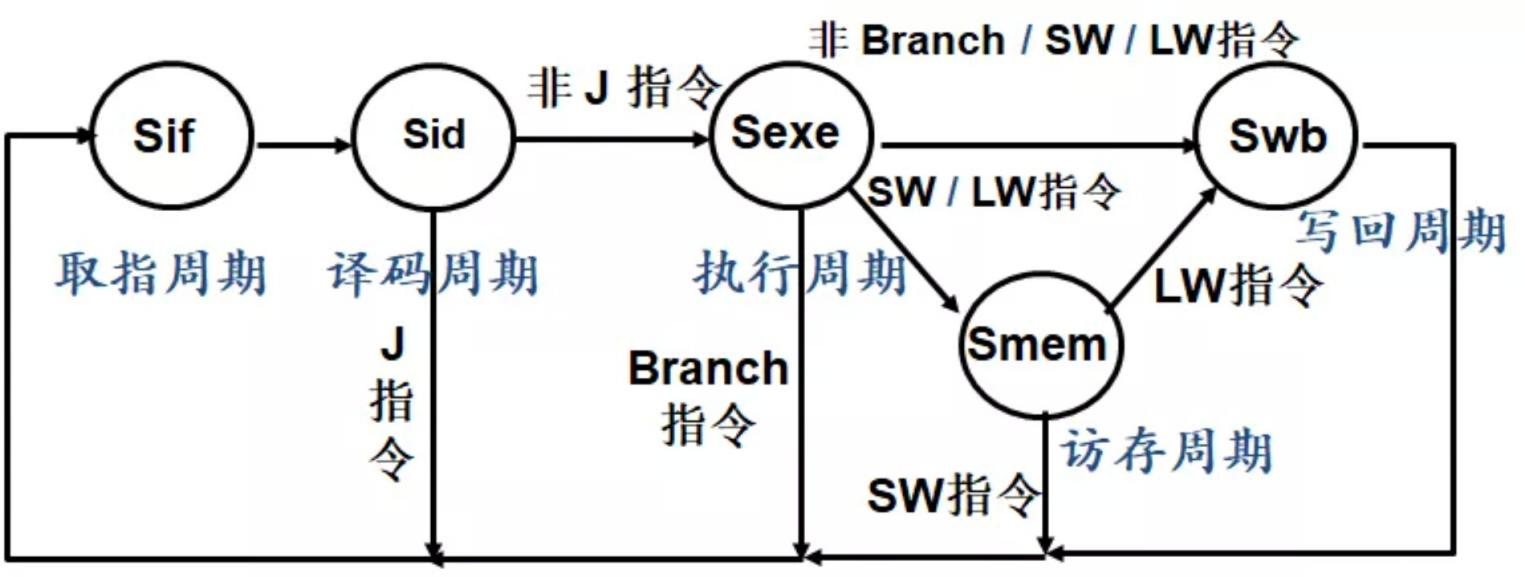 非 Branch / SW / LW指令
非 J 指令
Sif
Sid
Sexe
Swb
SW / LW指令
写回周期
取指周期
译码周期
执行周期
LW指令
Smem
J
指
令
Branch
指令
访存周期
SW指令